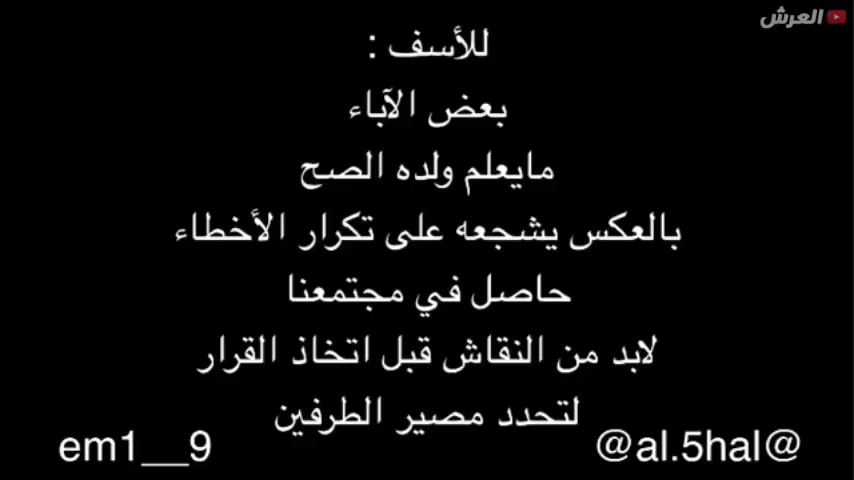 العرش
للأسف :
بعض الآباء
مايعلم ولده الصح
بالعكس يشجعه على تكرار الأخطاء
حاصل في مجتمعنا
لابد من النقاش قبل اتخاذ القرار
لتحدد مصير الطرفين
em1__9
@al.5hal@